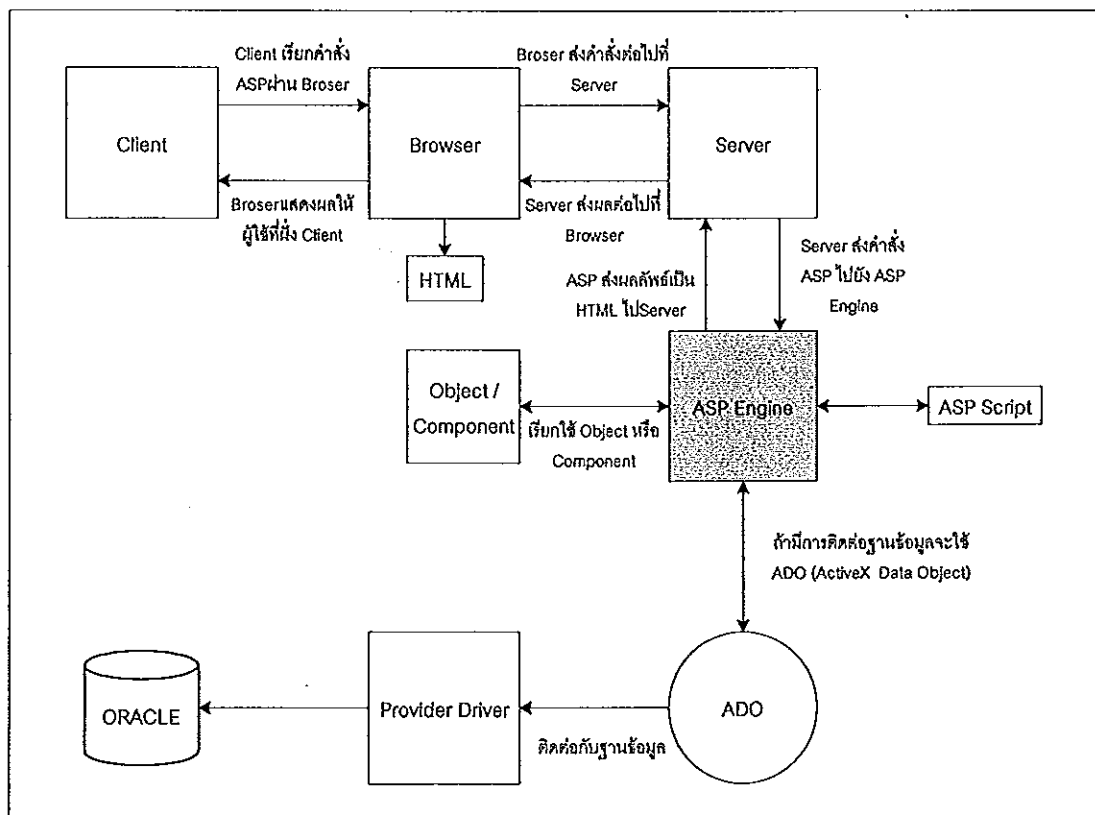 Client เรียกคำสั่ง
ASPผ่าน Broser
Broser ส่งคำสั่งต่อไปที่
Server
Client
Browser
Server
Broserแสดงผลให้
ผู้ใช้ที่ฝั่ง Client
Server ส่งผลต่อไปที่
Browser
HTML
ASP ส่งผลลัพธ์เป็น
HTML ไปServer
Server ส่งคำสั่ง
ASP ไปยัง ASP
Engine
Object /
Component
เรียกใช้ Object หรือ
Component
ASP Engine
ASP Script
ถ้ามีการติดต่อฐานข้อมูลจะใช้
ADO (ActiveX Data Object)
ORACLE
Provider Driver
ADO
ติดต่อกับฐานข้อมูล